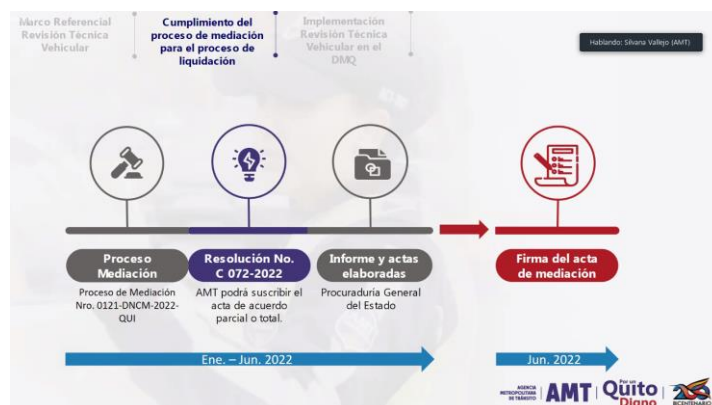 Marco Referencial
Revisión Técnica
Vehicular
Cumplimiento del
proceso de mediación
para el proceso de
liquidación
Implementación
Revisión Técnica
Vehicular en el
DMQ
Hablando: Silvana Vallejo (AMT)
Proceso
Mediación
Proceso de Mediación
Nro. 0121-DNCM-2022-
QUI
Resolución No.
C 072-2022
AMT podrá suscribir el
acta de acuerdo
parcial o total.
Informe y actas
elaboradas
Procuraduría General
del Estado
Firma del acta
de mediación
Ene. – Jun. 2022
Jun. 2022
AGENCIA
METROPOLITANA
DE TRÁNSITO
AMT
Por un
Quito
Digno
BICENTENARIO